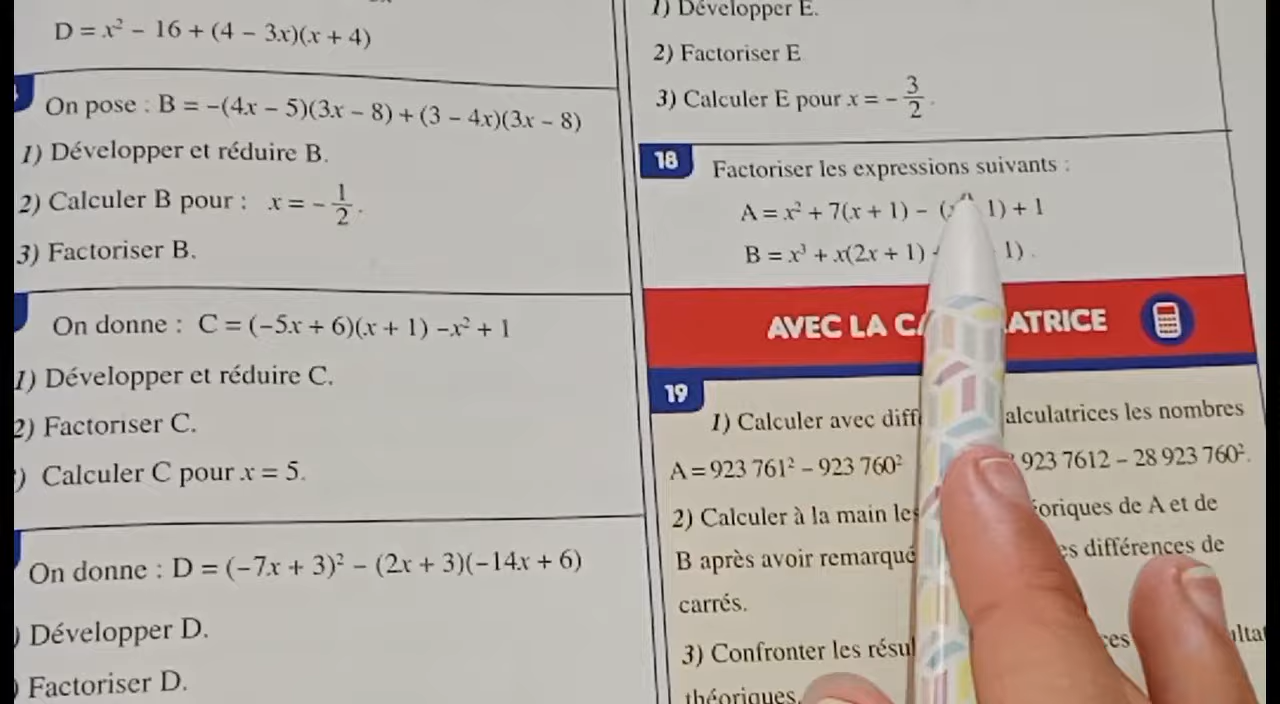 D = x² − 16 + (4 − 3x)(x + 4)
On pose : B = −(4x − 5)(3x − 8) + (3 − 4x)(3x − 8)
1) Développer et réduire B.
2) Calculer B pour : x = − 1/2 .
3) Factoriser B.
On donne : C = (−5x + 6)(x + 1) −x² + 1
1) Développer et réduire C.
2) Factoriser C.
) Calculer C pour x = 5.
On donne : D = (−7x + 3)² − (2x + 3)(−14x + 6)
) Développer D.
) Factoriser D.
1) Développer E.
2) Factoriser E
3) Calculer E pour x = − 3/2 .
18 Factoriser les expressions suivants :
A = x² + 7(x + 1) − ( 1) + 1
B = x³ + x(2x + 1) 1) .
AVEC LA
19
1) Calculer avec alculatrices les nombres
A = 923 761² − 923 760² 923 7612 − 28 923 760².
2) Calculer à la main les oriques de A et de
B après avoir remarqué différences de
carrés.
3) Confronter les
théoriques.